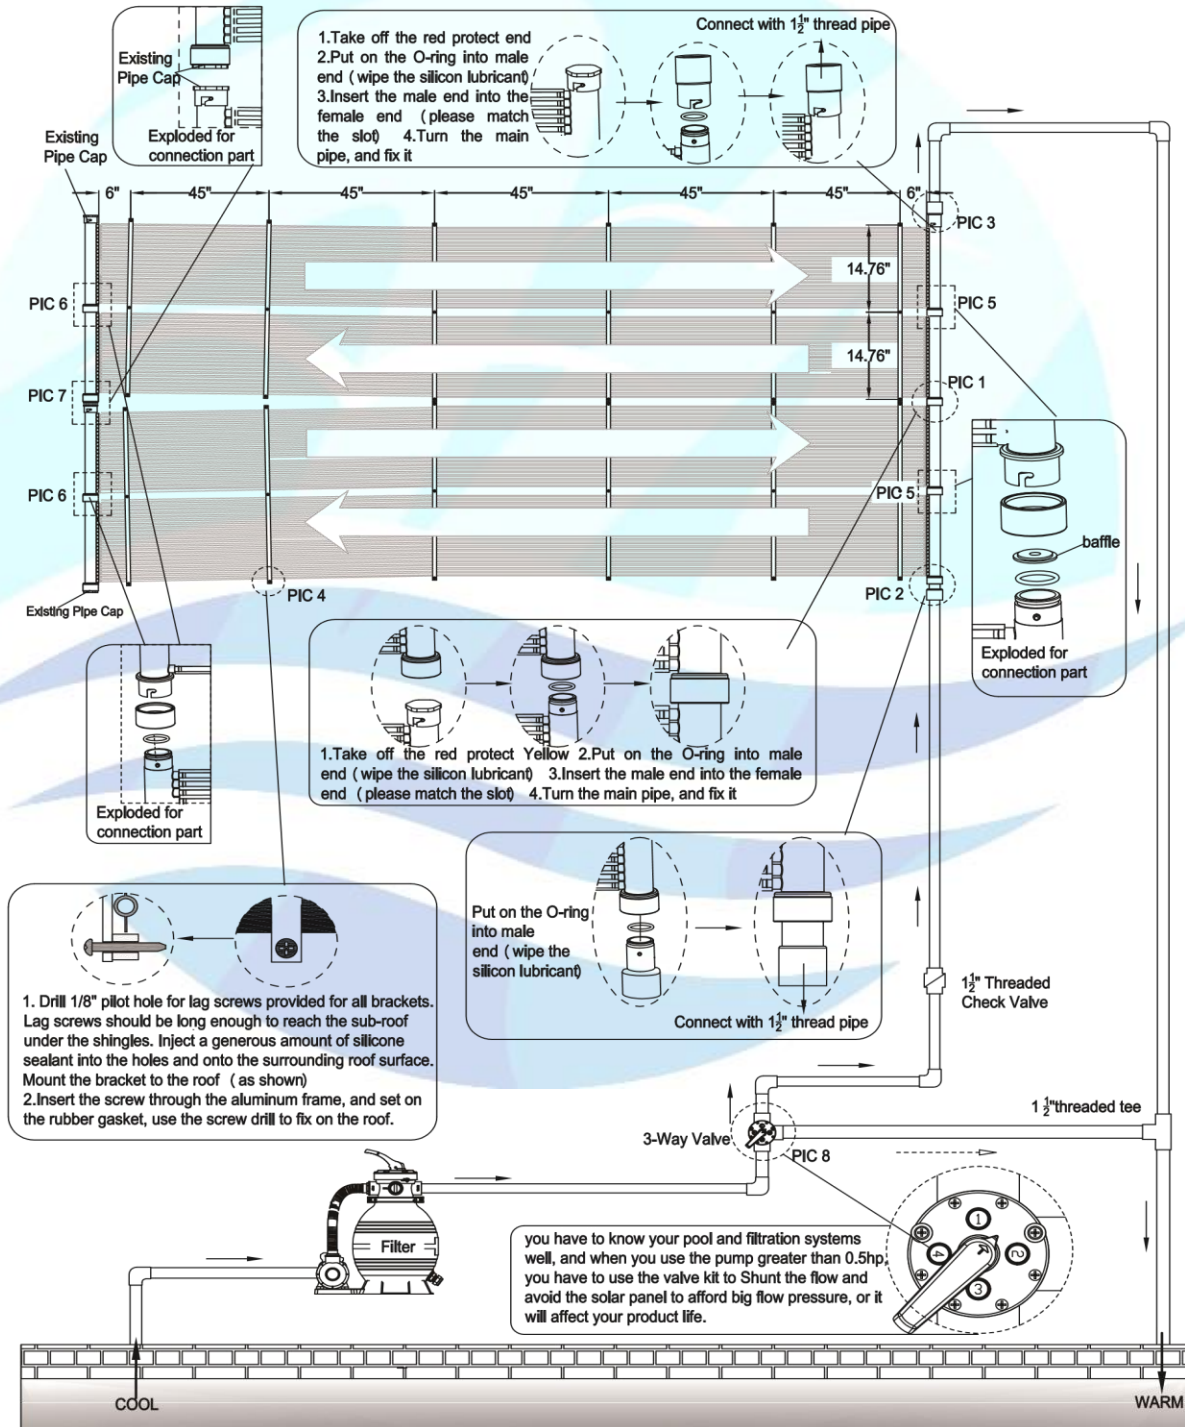 Existing
Pipe Cap
Exploded for
connection part
1.Take off the red protect end
2.Put on the O-ring into male
end (wipe the silicon lubricant)
3.Insert the male end into the
female end (please match
the slot) 4.Turn the main
pipe, and fix it
Connect with 1½" thread pipe
Existing
Pipe Cap
6"
45"
45"
45"
45"
45"
6"
PIC 3
14.76"
PIC 6
PIC 5
14.76"
PIC 7
PIC 1
PIC 6
PIC 5
baffle
Existing Pipe Cap
PIC 4
PIC 2
Exploded for
connection part
Exploded for
connection part
1.Take off the red protect Yellow 2.Put on the O-ring into male
end (wipe the silicon lubricant) 3.Insert the male end into the female
end (please match the slot) 4.Turn the main pipe, and fix it
Put on the O-ring
into male
end (wipe the
silicon lubricant)
Connect with 1½" thread pipe
1½" Threaded
Check Valve
1. Drill 1/8" pilot hole for lag screws provided for all brackets.
Lag screws should be long enough to reach the sub-roof
under the shingles. Inject a generous amount of silicone
sealant into the holes and onto the surrounding roof surface.
Mount the bracket to the roof (as shown)
2.Insert the screw through the aluminum frame, and set on
the rubber gasket, use the screw drill to fix on the roof.
1 ½"threaded tee
3-Way Valve
PIC 8
Filter
you have to know your pool and filtration systems
well, and when you use the pump greater than 0.5hp,
you have to use the valve kit to Shunt the flow and
avoid the solar panel to afford big flow pressure, or it
will affect your product life.
1
2
3
4
COOL
WARM